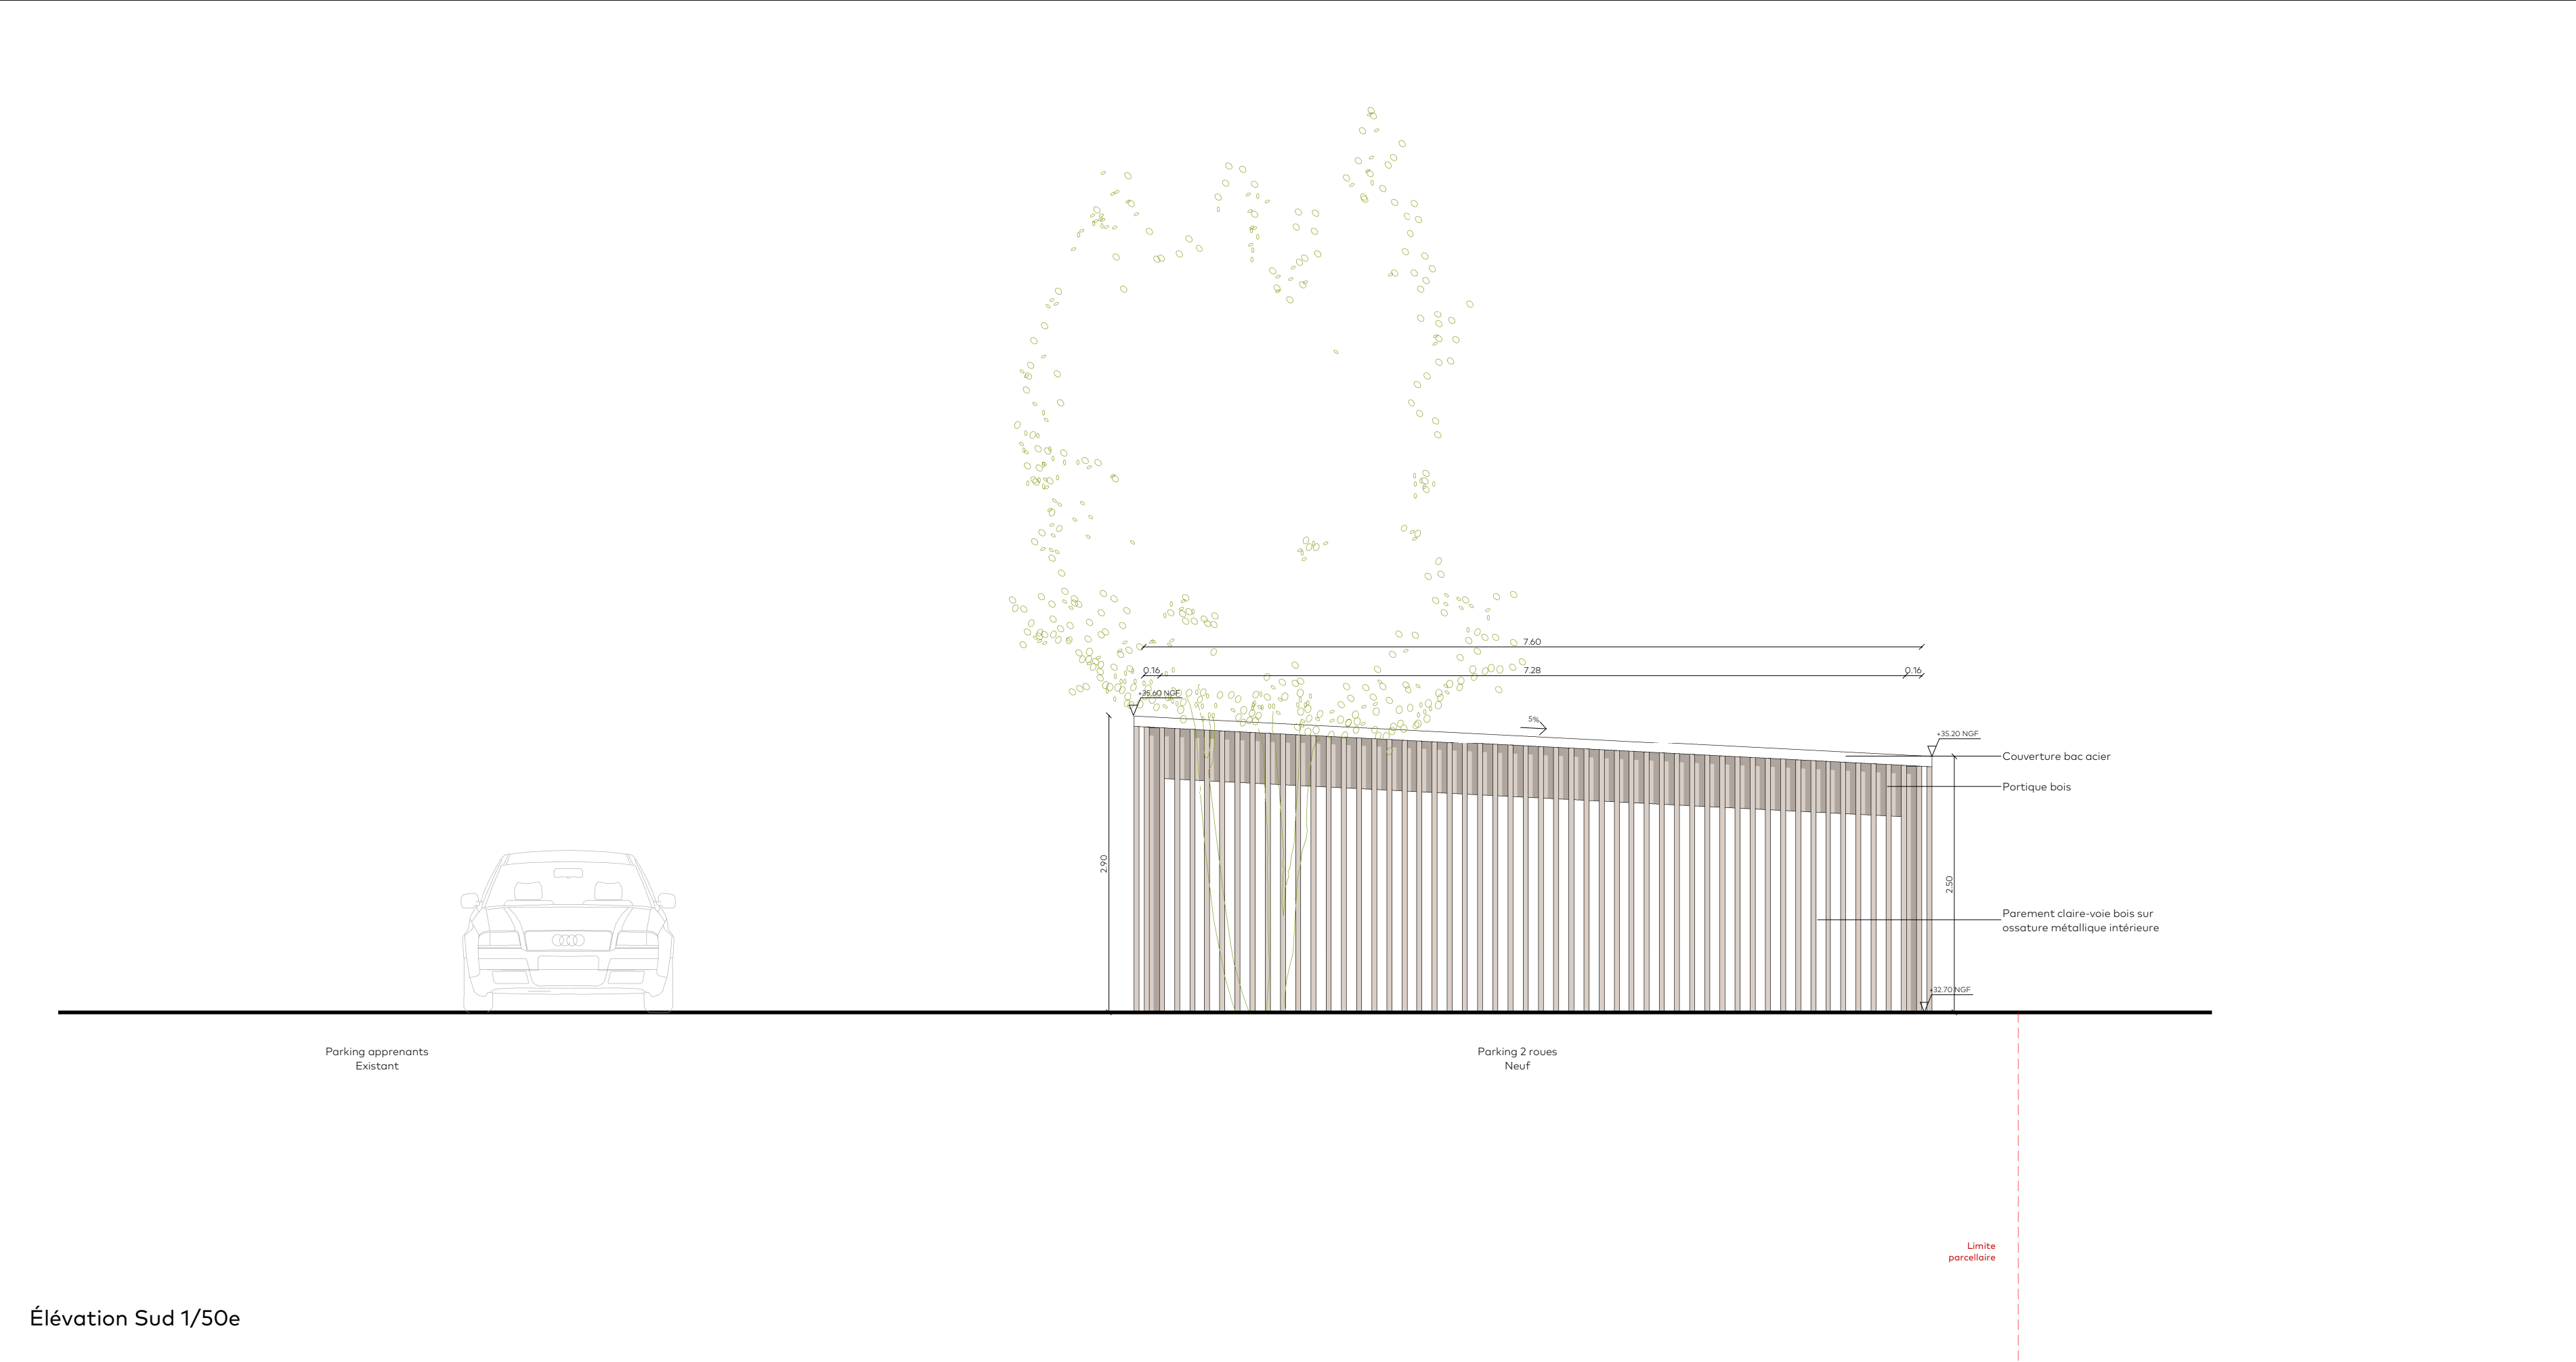 7.60
0.16
7.28
0.16
+35.60 NGF
5%
+35.20 NGF
Couverture bac acier
Portique bois
2.90
2.50
Parement claire-voie bois sur
ossature métallique intérieure
+32.70 NGF
Parking apprenants
Existant
Parking 2 roues
Neuf
Limite
parcellaire
Élévation Sud 1/50e